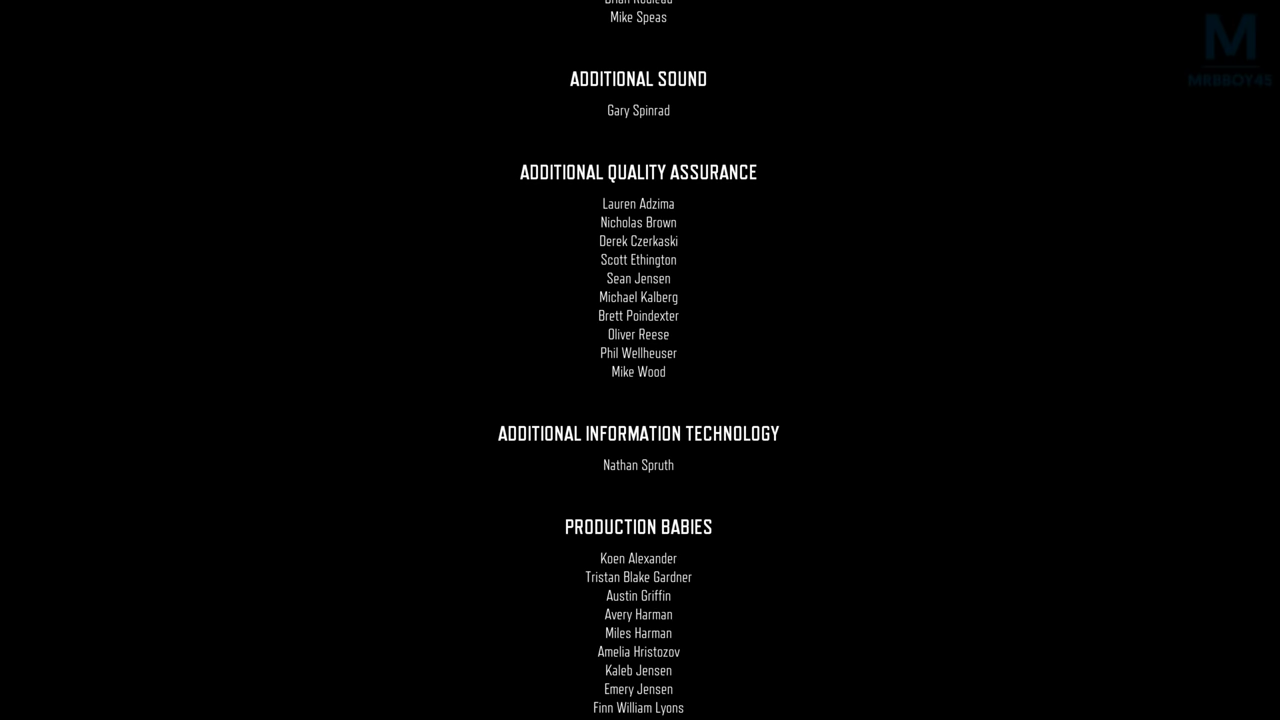 Mike Speas
ADDITIONAL SOUND
Gary Spinrad
ADDITIONAL QUALITY ASSURANCE
Lauren Adzima
Nicholas Brown
Derek Czerkaski
Scott Ethington
Sean Jensen
Michael Kalberg
Brett Poindexter
Oliver Reese
Phil Wellheuser
Mike Wood
ADDITIONAL INFORMATION TECHNOLOGY
Nathan Spruth
PRODUCTION BABIES
Koen Alexander
Tristan Blake Gardner
Austin Griffin
Avery Harman
Miles Harman
Amelia Hristozov
Kaleb Jensen
Emery Jensen
Finn William Lyons
M
MRBBOY45